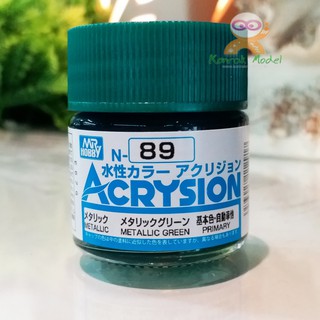 Konrak Model
MR HOBBY
N-89
水性カラー アクリジョン
ACRYSION
メタリック メタリックグリーン 基本色・自動車他
METALLIC METALLIC GREEN PRIMARY